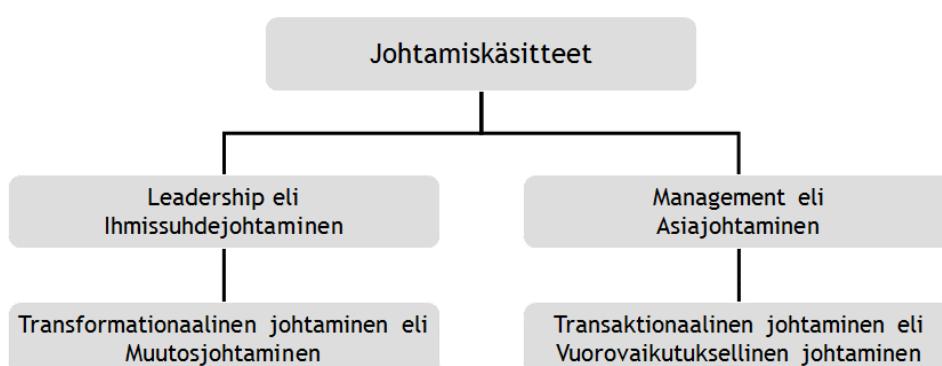 Johtamiskäsitteet
Leadership eli
Ihmissuhdejohtaminen
Management eli
Asiajohtaminen
Transformationaalinen johtaminen eli
Muutosjohtaminen
Transaktionaalinen johtaminen eli
Vuorovaikutuksellinen johtaminen